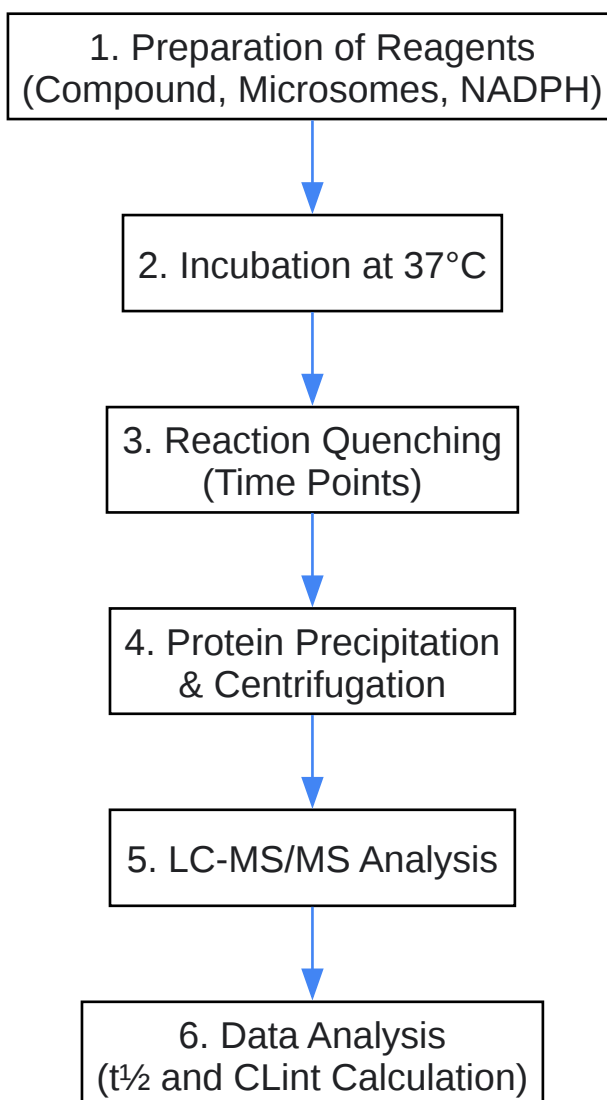 1. Preparation of Reagents
(Compound, Microsomes, NADPH)
2. Incubation at 37°C
3. Reaction Quenching
(Time Points)
4. Protein Precipitation
& Centrifugation
5. LC-MS/MS Analysis
6. Data Analysis
(t½ and CLint Calculation)